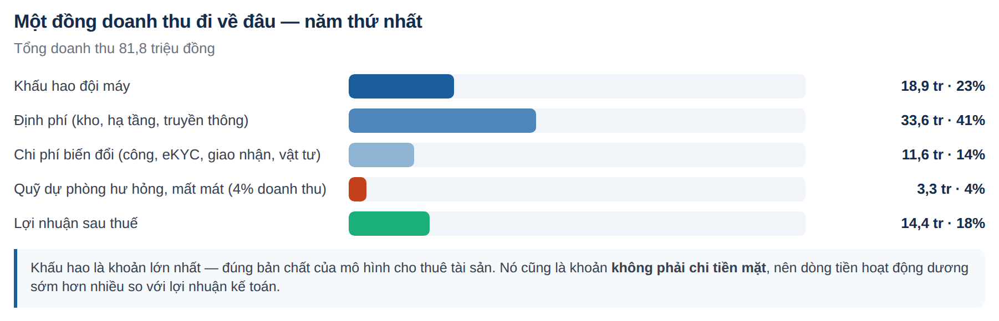 Một đồng doanh thu đi về đâu — năm thứ nhất
Tổng doanh thu 81,8 triệu đồng
Khấu hao đội máy 18,9 tr · 23%
Định phí (kho, hạ tầng, truyền thông) 33,6 tr · 41%
Chi phí biến đổi (công, eKYC, giao nhận, vật tư) 11,6 tr · 14%
Quỹ dự phòng hư hỏng, mất mát (4% doanh thu) 3,3 tr · 4%
Lợi nhuận sau thuế 14,4 tr · 18%
Khấu hao là khoản lớn nhất — đúng bản chất của mô hình cho thuê tài sản. Nó cũng là khoản không phải chi tiền mặt, nên dòng tiền hoạt động dương
sớm hơn nhiều so với lợi nhuận kế toán.